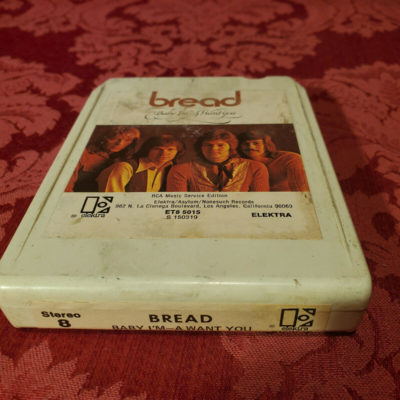 bread
Baby I'm-A Want You
RCA Music Service Edition
Elektra/Asylum/Nonesuch Records
962 N. La Cienega Boulevard, Los Angeles, California 90069
elektra
ET8 5015
S 150319
ELEKTRA
Stereo
8
BREAD
BABY I'M—A WANT YOU
elektra